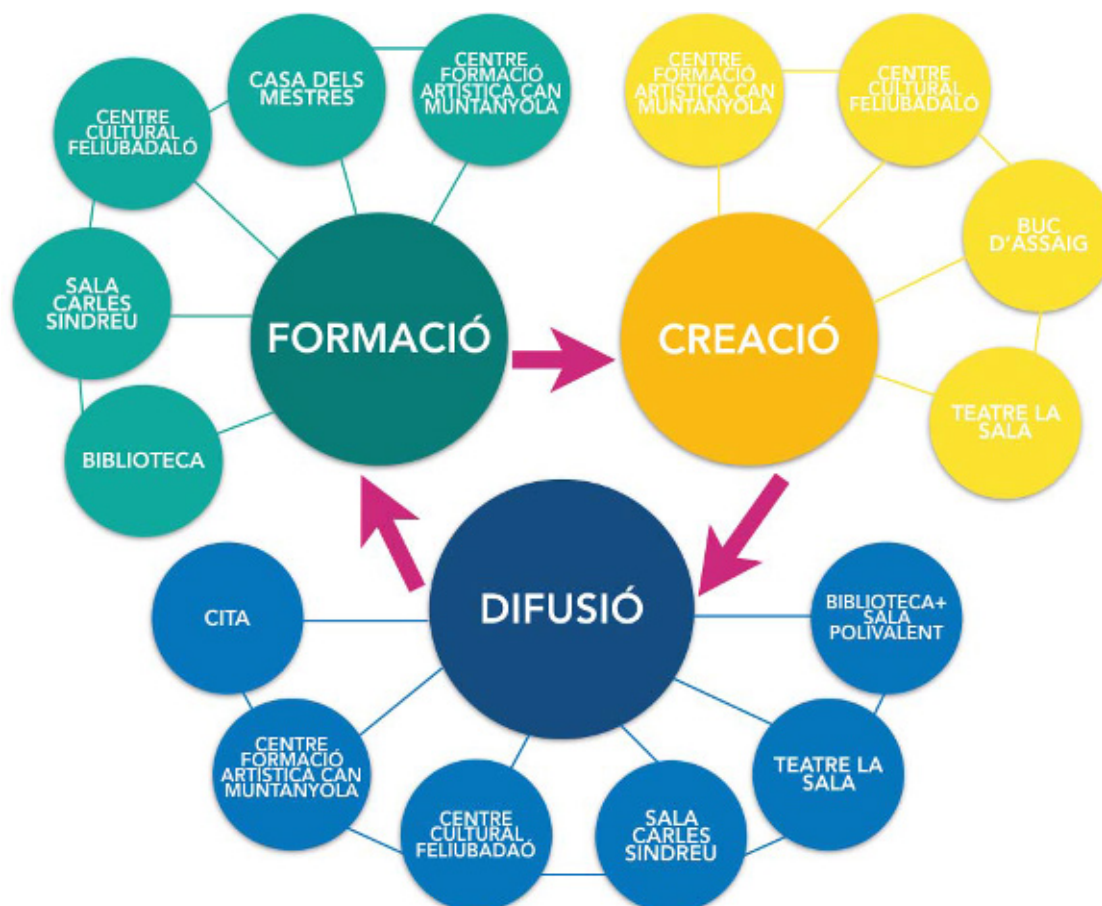 CASA DELS
MESTRES
CENTRE
FORMACIÓ
ARTÍSTICA CAN
MUNTANYOLA
CENTRE
CULTURAL
FELIUBADALÓ
SALA
CARLES
SINDREU
BIBLIOTECA
FORMACIÓ
CENTRE
FORMACIÓ
ARTÍSTICA CAN
MUNTANYOLA
CENTRE
CULTURAL
FELIUBADALÓ
BUC
D'ASSAIG
TEATRE LA
SALA
CREACIÓ
DIFUSIÓ
CITA
CENTRE
FORMACIÓ
ARTÍSTICA CAN
MUNTANYOLA
CENTRE
CULTURAL
FELIUBADAÓ
SALA
CARLES
SINDREU
TEATRE LA
SALA
BIBLIOTECA+
SALA
POLIVALENT